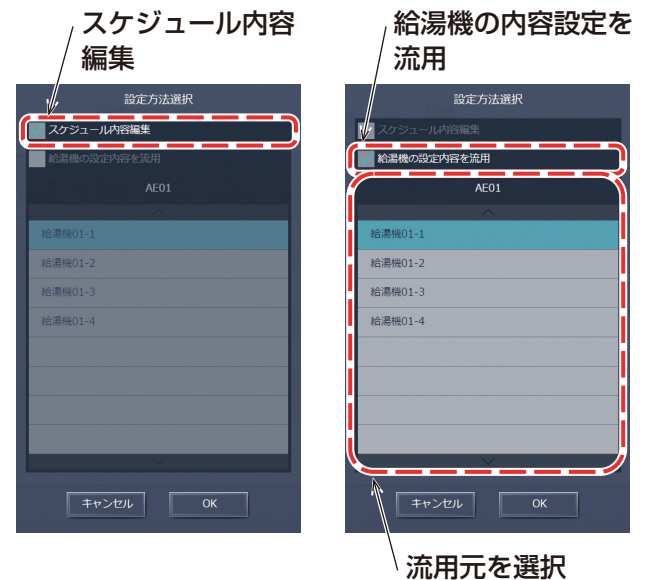 スケジュール内容
編集
給湯機の内容設定を
流用
設定方法選択
スケジュール内容編集
給湯機の設定内容を流用
AE01
給湯機01-1
給湯機01-2
給湯機01-3
給湯機01-4
キャンセル
OK
設定方法選択
スケジュール内容編集
給湯機の設定内容を流用
AE01
給湯機01-1
給湯機01-2
給湯機01-3
給湯機01-4
キャンセル
OK
流用元を選択